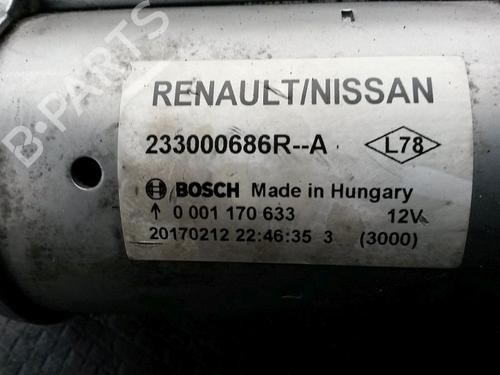 B-PARTS
RENAULT/NISSAN
233000686R--A
L78
BOSCH Made in Hungary
↑ 0 001 170 633 12V
20170212 22:46:35 3 (3000)